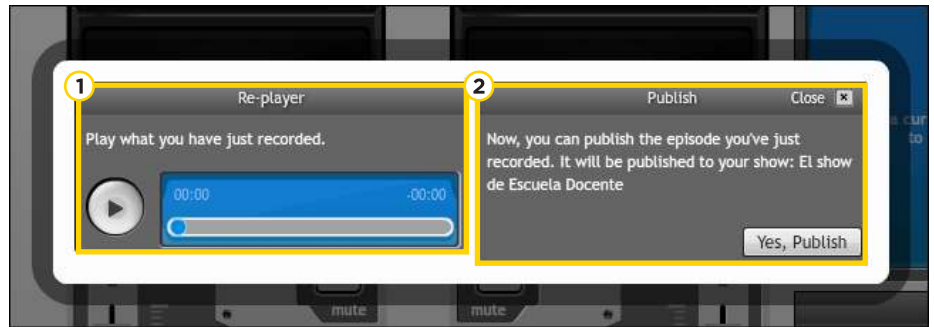 1
Re-player
Play what you have just recorded.
00:00
-00:00
2
Publish
Close
Now, you can publish the episode you've just
recorded. It will be published to your show: El show
de Escuela Docente
Yes, Publish
a cur
to
mute
mute